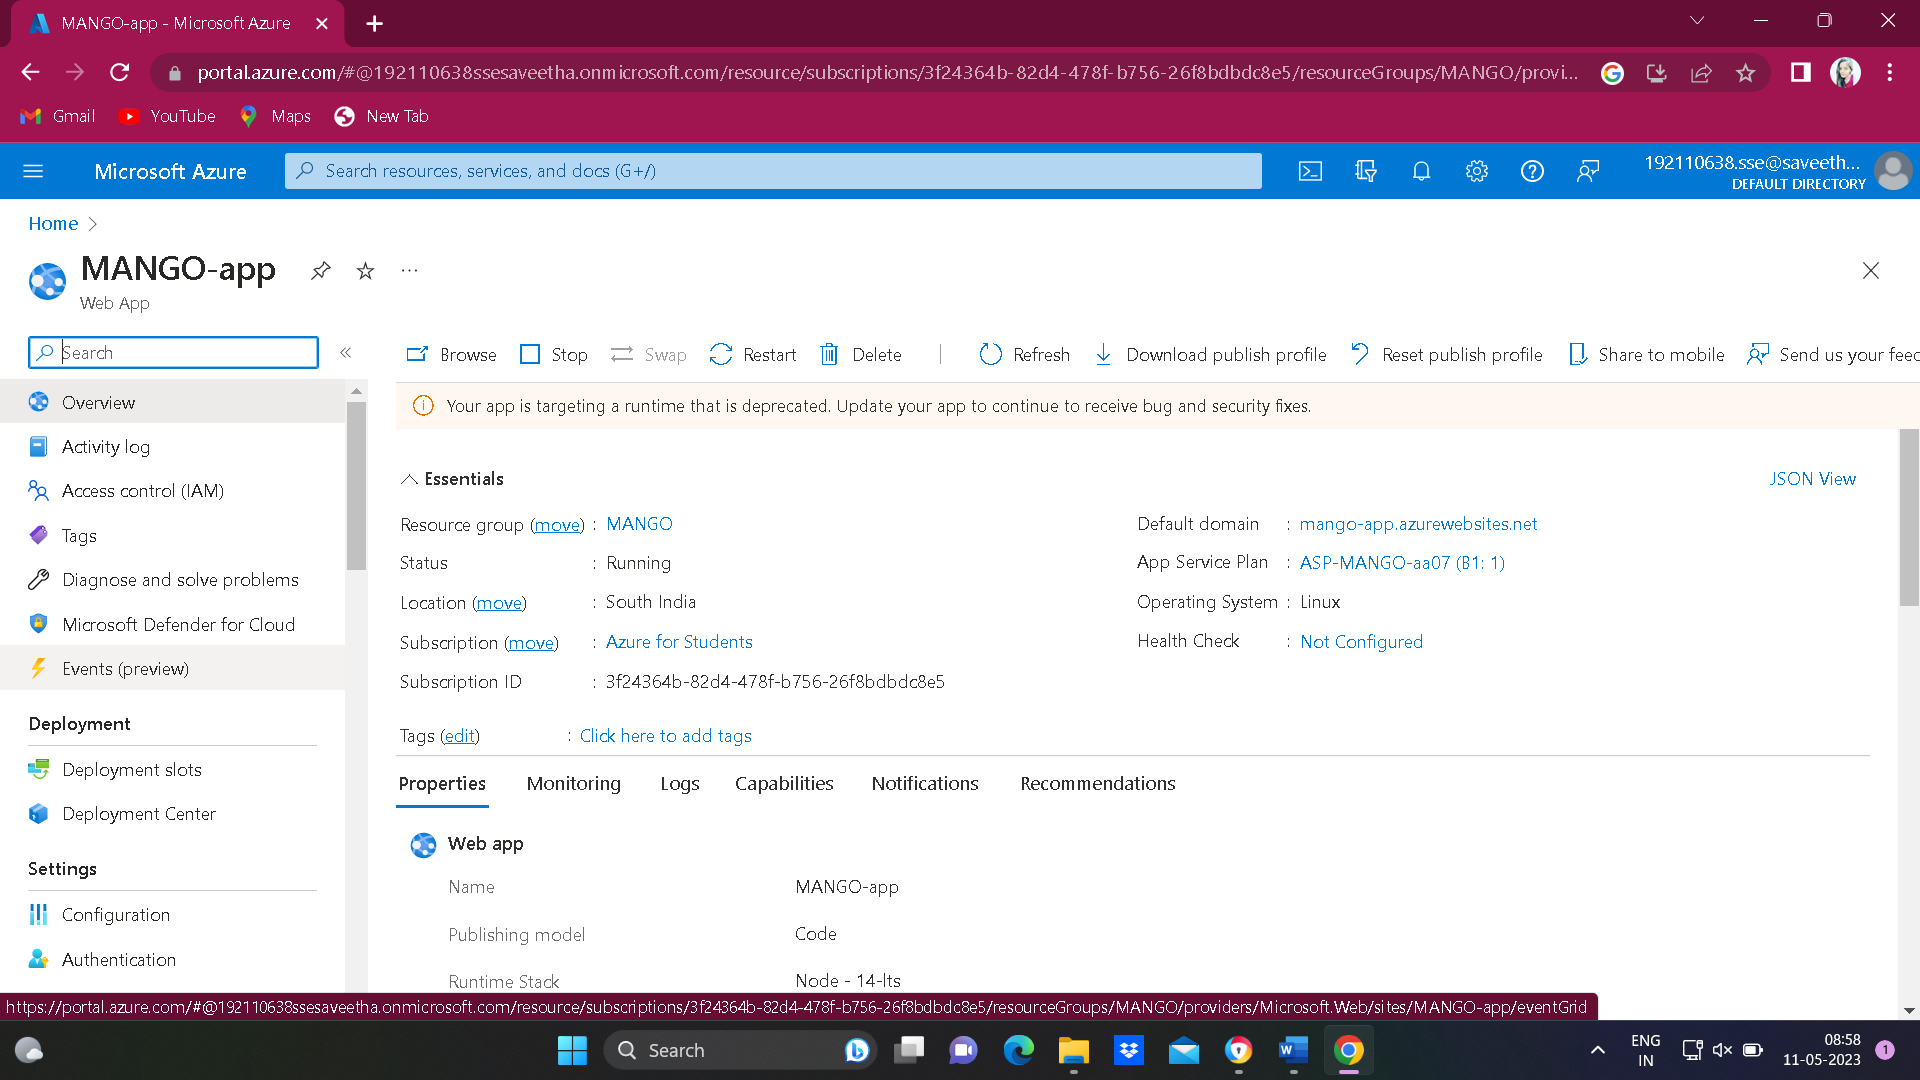 MANGO-app - Microsoft Azure
portal.azure.com/#@192110638ssesaveetha.onmicrosoft.com/resource/subscriptions/3f24364b-82d4-478f-b756-26f8bdbdc8e5/resourceGroups/MANGO/provi...
Gmail YouTube Maps New Tab
Microsoft Azure
Search resources, services, and docs (G+/)
192110638.sse@saveeth...
DEFAULT DIRECTORY
Home
MANGO-app
Web App
Search
Browse Stop Swap Restart Delete Refresh Download publish profile Reset publish profile Share to mobile Send us your feec
Your app is targeting a runtime that is deprecated. Update your app to continue to receive bug and security fixes.
Overview
Activity log
Access control (IAM)
Tags
Diagnose and solve problems
Microsoft Defender for Cloud
Events (preview)
Deployment
Deployment slots
Deployment Center
Settings
Configuration
Authentication
Essentials
JSON View
Resource group (move) : MANGO
Status : Running
Location (move) : South India
Subscription (move) : Azure for Students
Subscription ID : 3f24364b-82d4-478f-b756-26f8bdbdc8e5
Default domain : mango-app.azurewebsites.net
App Service Plan : ASP-MANGO-aa07 (B1: 1)
Operating System : Linux
Health Check : Not Configured
Tags (edit) : Click here to add tags
Properties Monitoring Logs Capabilities Notifications Recommendations
Web app
Name MANGO-app
Publishing model Code
Runtime Stack Node - 14-lts
https://portal.azure.com/#@192110638ssesaveetha.onmicrosoft.com/resource/subscriptions/3f24364b-82d4-478f-b756-26f8bdbdc8e5/resourceGroups/MANGO/providers/Microsoft.Web/sites/MANGO-app/eventGrid
Search
ENG
IN
08:58
11-05-2023
1